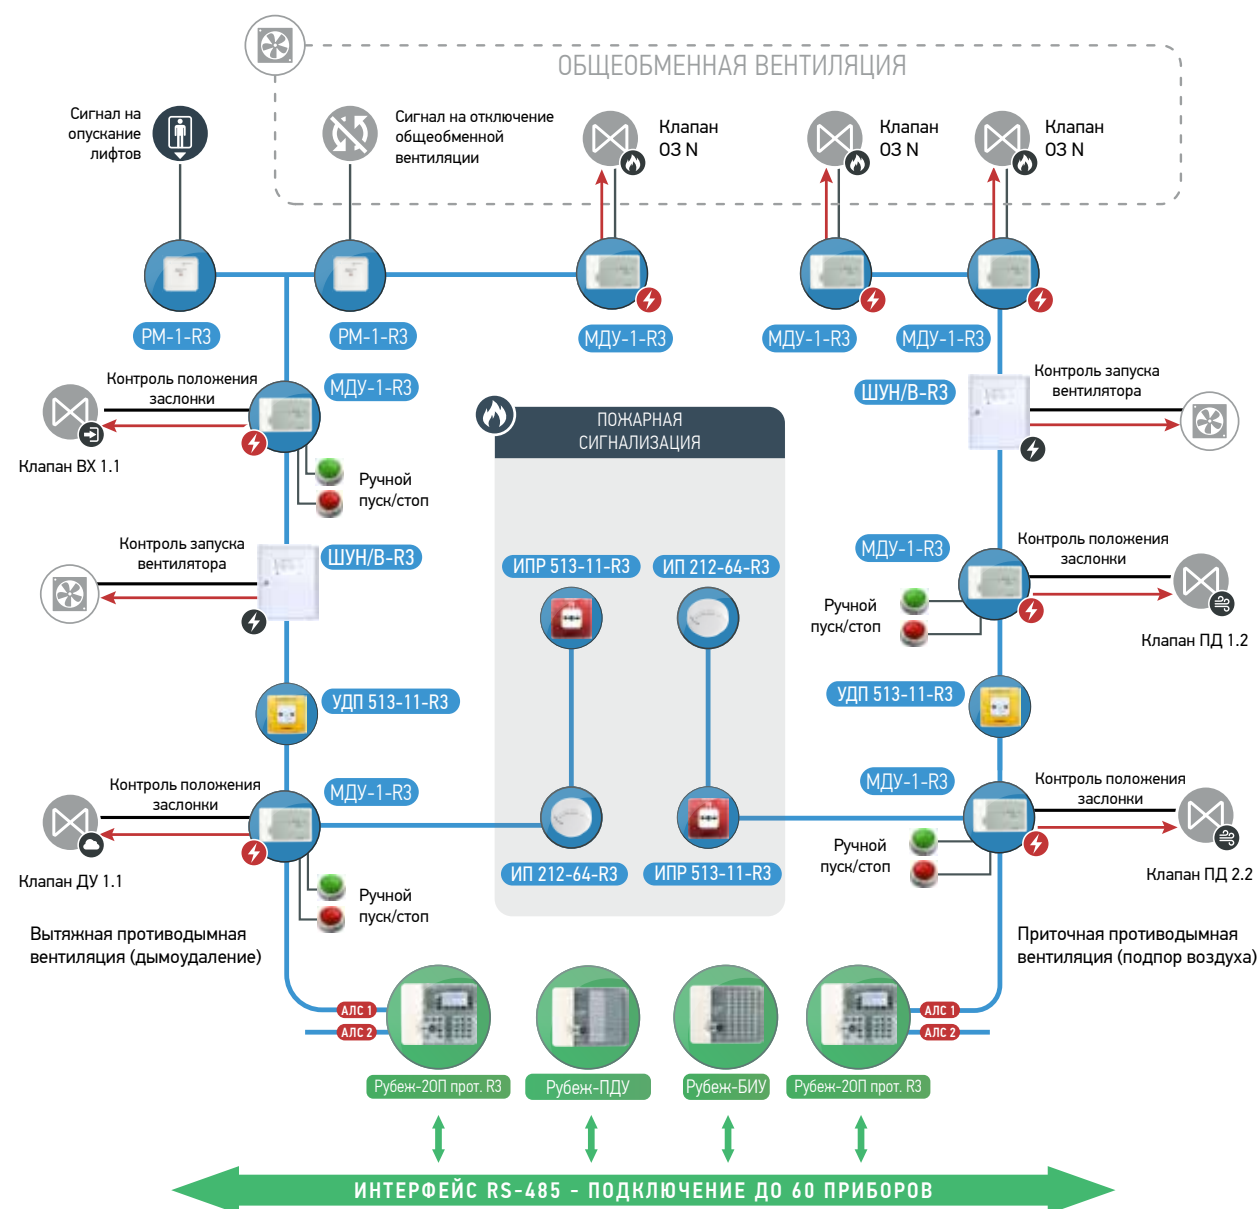 ОБЩЕОБМЕННАЯ ВЕНТИЛЯЦИЯ
Сигнал на
опускание
лифтов
Сигнал на отключение
общеобменной
вентиляции
Клапан
ОЗ N
Клапан
ОЗ N
Клапан
ОЗ N
РМ-1-R3
РМ-1-R3
МДУ-1-R3
МДУ-1-R3
МДУ-1-R3
Контроль положения
заслонки
МДУ-1-R3
Клапан ВХ 1.1
Ручной
пуск/стоп
ПОЖАРНАЯ
СИГНАЛИЗАЦИЯ
ШУН/В-R3
Контроль запуска
вентилятора
Контроль запуска
вентилятора
ШУН/В-R3
ИПР 513-11-R3
ИП 212-64-R3
МДУ-1-R3
Контроль положения
заслонки
Ручной
пуск/стоп
Клапан ПД 1.2
УДП 513-11-R3
УДП 513-11-R3
Контроль положения
заслонки
МДУ-1-R3
МДУ-1-R3
Контроль положения
заслонки
Клапан ДУ 1.1
Ручной
пуск/стоп
ИП 212-64-R3
ИПР 513-11-R3
Ручной
пуск/стоп
Клапан ПД 2.2
Вытяжная противодымная
вентиляция (дымоудаление)
Приточная противодымная
вентиляция (подпор воздуха)
АЛС 1
АЛС 2
АЛС 1
АЛС 2
Рубеж-2ОП прот. R3
Рубеж-ПДУ
Рубеж-БИУ
Рубеж-2ОП прот. R3
ИНТЕРФЕЙС RS-485 - ПОДКЛЮЧЕНИЕ ДО 60 ПРИБОРОВ